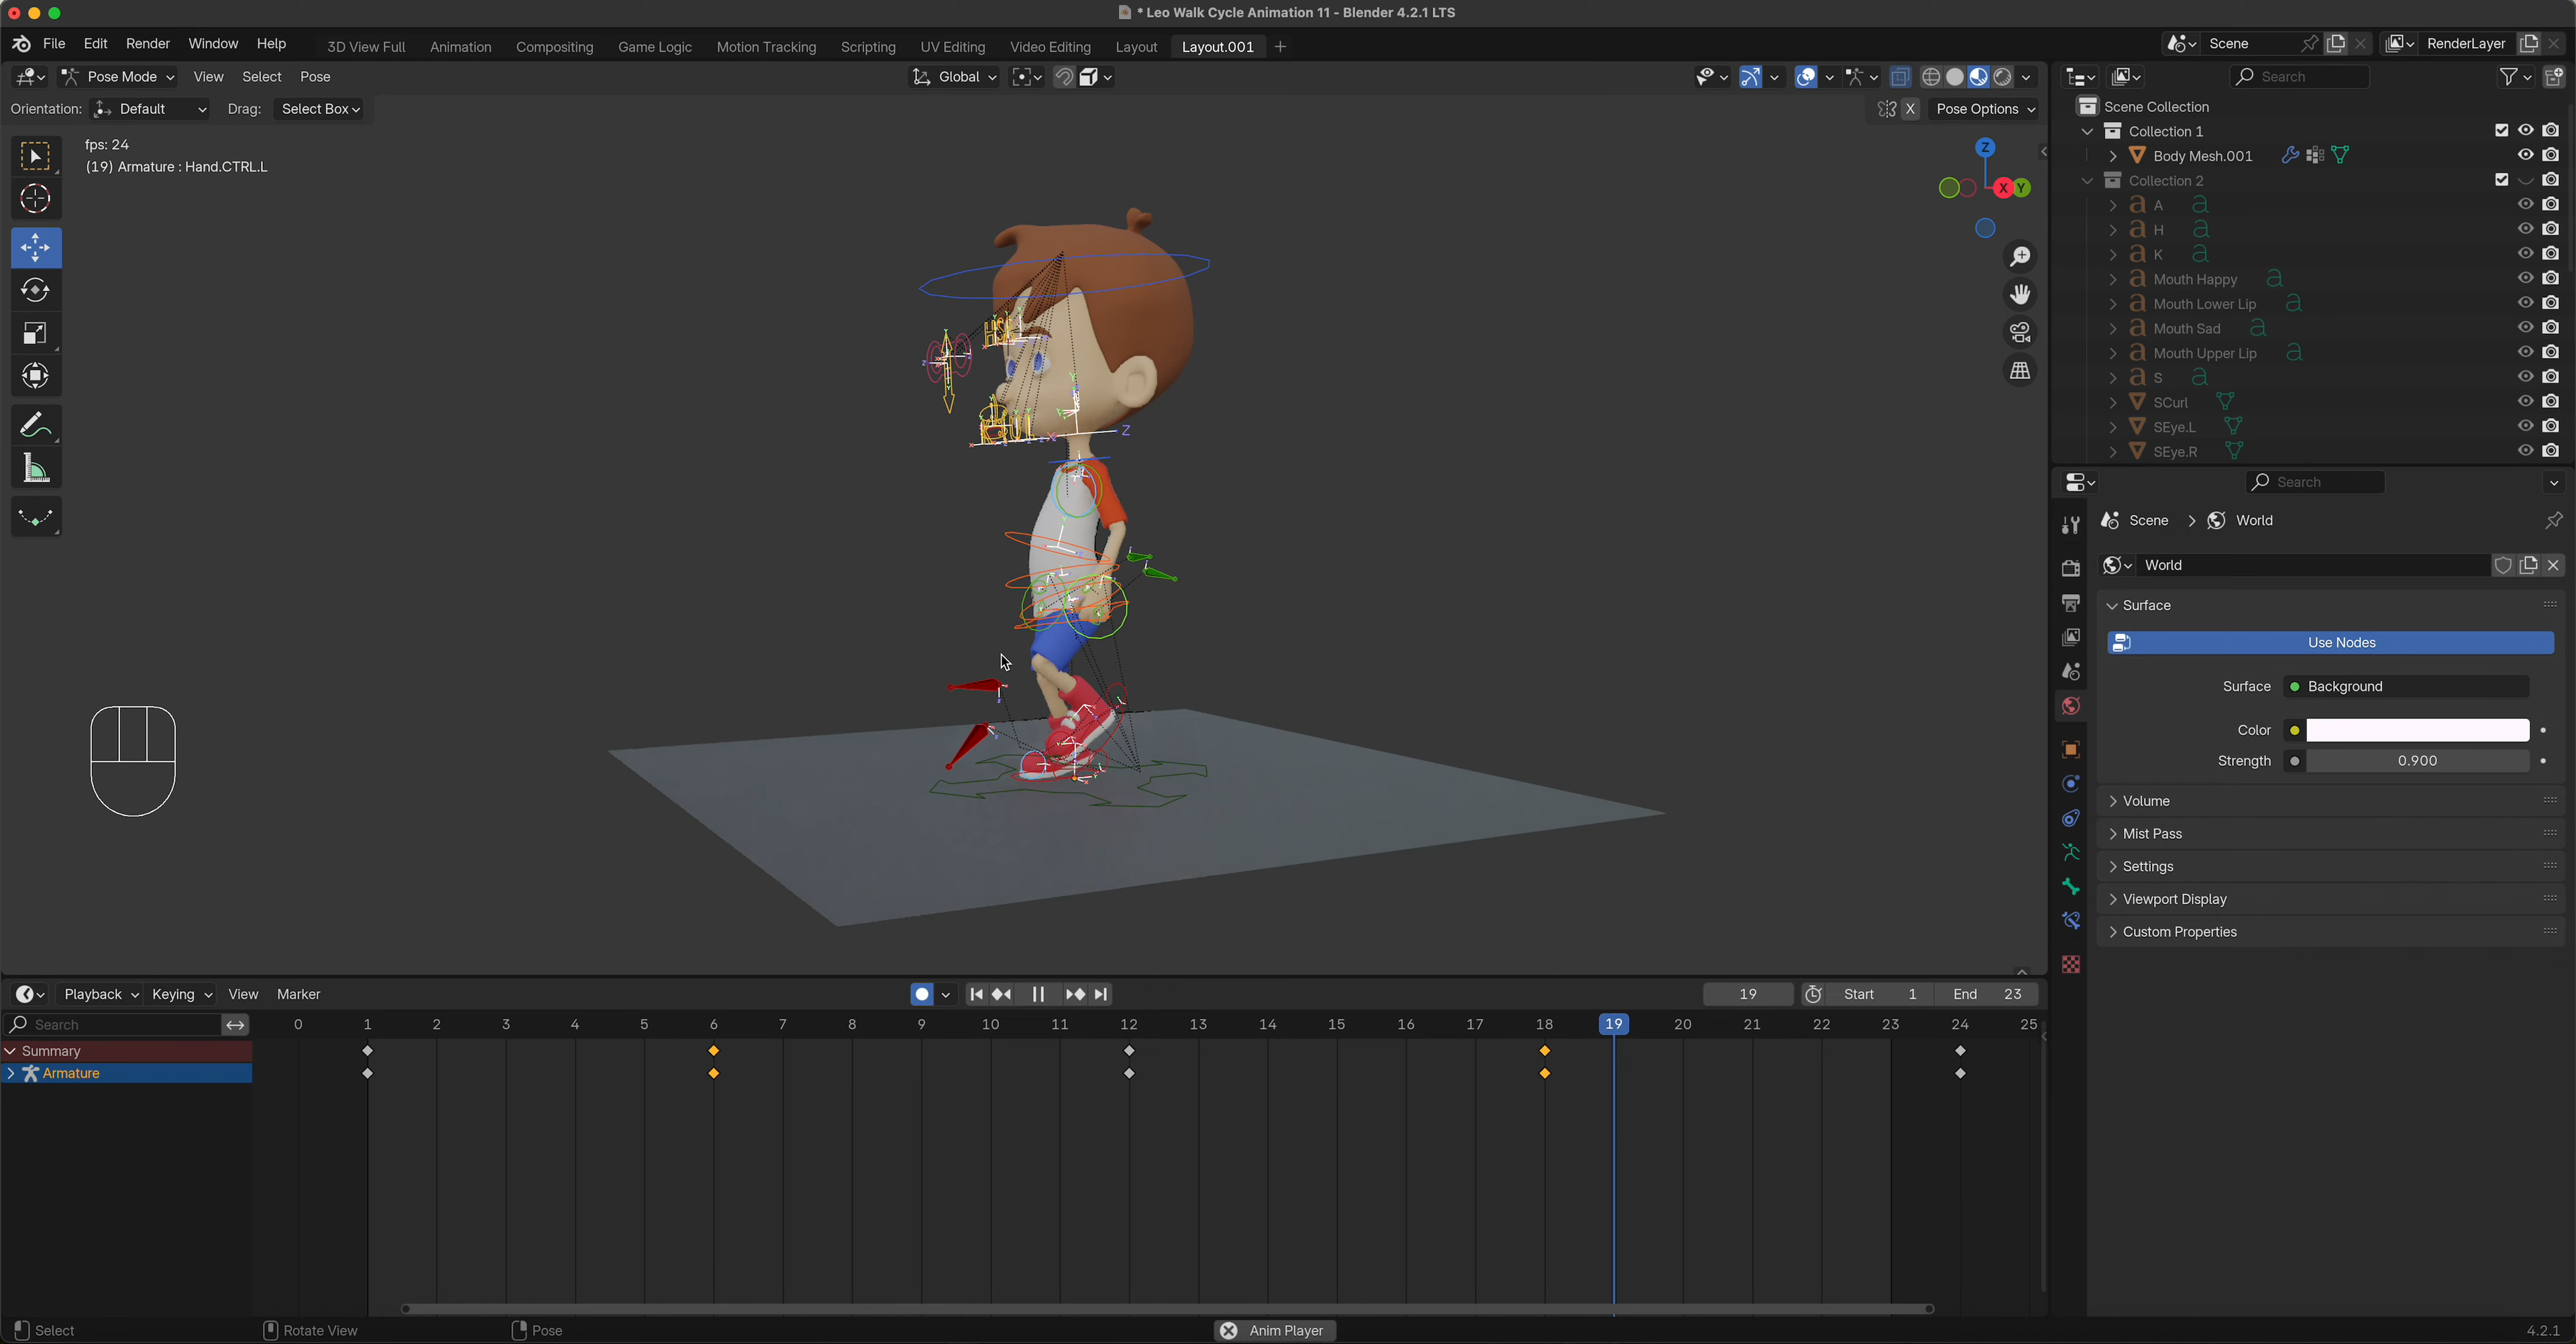 * Leo Walk Cycle Animation 11 - Blender 4.2.1 LTS
File Edit Render Window Help 3D View Full Animation Compositing Game Logic Motion Tracking Scripting UV Editing Video Editing Layout Layout.001 + Scene RenderLayer
Pose Mode View Select Pose Global Search
Orientation: Default Drag: Select Box X Pose Options
fps: 24
(19) Armature : Hand.CTRL.L
Z
X Y
Z
Scene Collection
Collection 1
Body Mesh.001
Collection 2
A
H
K
Mouth Happy
Mouth Lower Lip
Mouth Sad
Mouth Upper Lip
S
SCurl
SEye.L
SEye.R
Search
Scene > World
World
Surface
Use Nodes
Surface Background
Color
Strength 0.900
Volume
Mist Pass
Settings
Viewport Display
Custom Properties
Playback Keying View Marker 19 Start 1 End 23
Search 0 1 2 3 4 5 6 7 8 9 10 11 12 13 14 15 16 17 18 19 20 21 22 23 24 25
Summary
Armature
Select Rotate View Pose Anim Player 4.2.1